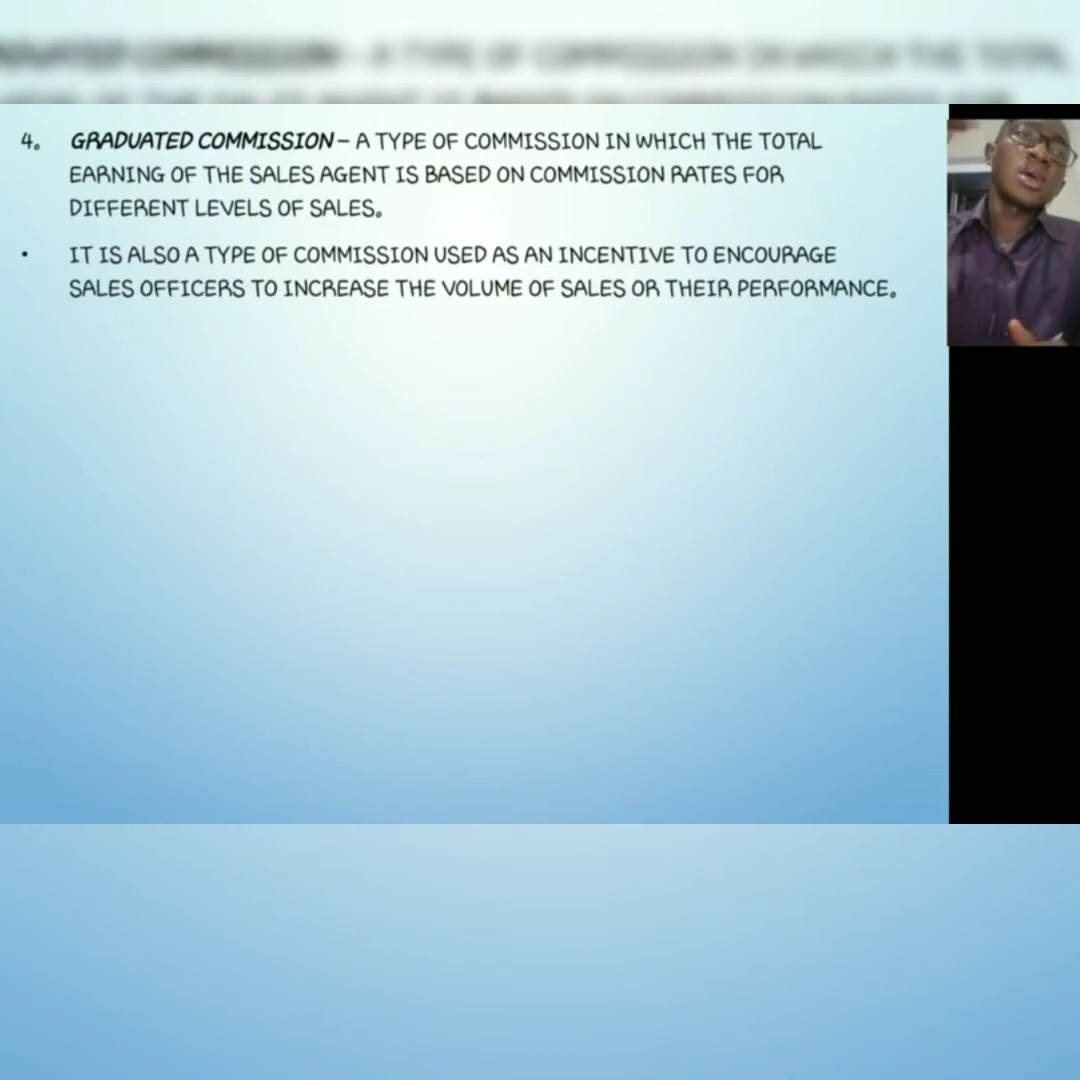 4. GRADUATED COMMISSION – A TYPE OF COMMISSION IN WHICH THE TOTAL
EARNING OF THE SALES AGENT IS BASED ON COMMISSION RATES FOR
DIFFERENT LEVELS OF SALES.
• IT IS ALSO A TYPE OF COMMISSION USED AS AN INCENTIVE TO ENCOURAGE
SALES OFFICERS TO INCREASE THE VOLUME OF SALES OR THEIR PERFORMANCE.